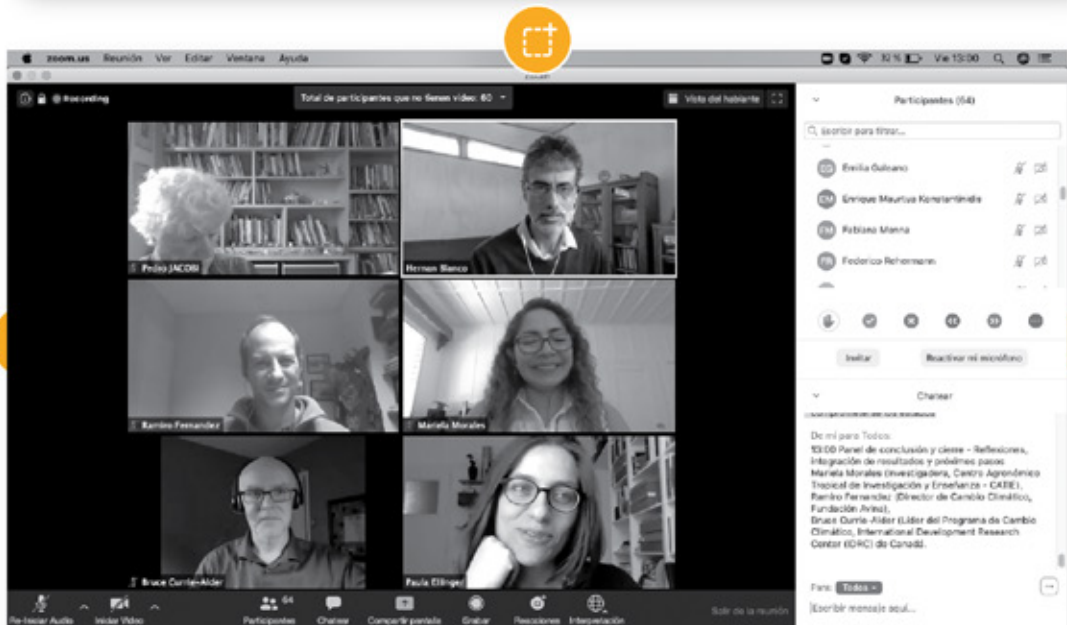 zoom.us Reunión Ver Editar Ventana Ayuda
Vie 13:00
Recording
Total de participantes que no tienen video: 60
Vista del hablante
Participantes (64)
Escribir para filtrar...
Emilia Galeano
Enrique Maurtua Konstantinidis
Fabiana Menna
Federico Rehermann
Pedro JACOBI
Hernan Blanco
Ramiro Fernandez
Mariela Morales
Bruce Currie-Alder
Paula Ellinger
Invitar
Reactivar mi micrófono
Chatear
De mí para Todos:
13:00 Panel de conclusión y cierre - Reflexiones,
integración de resultados y próximos pasos
Mariela Morales (Investigadora, Centro Agronómico
Tropical de Investigación y Enseñanza - CATIE),
Ramiro Fernandez (Director de Cambio Climático,
Fundación Avina),
Bruce Currie-Alder (Líder del Programa de Cambio
Climático, International Development Research
Center (IDRC) de Canadá.
Para: Todos
Escribir mensaje aquí...
Re-iniciar Audio
Iniciar Video
Participantes
64
Chatear
Compartir pantalla
Grabar
Reacciones
Interpretación
Salir de la reunión